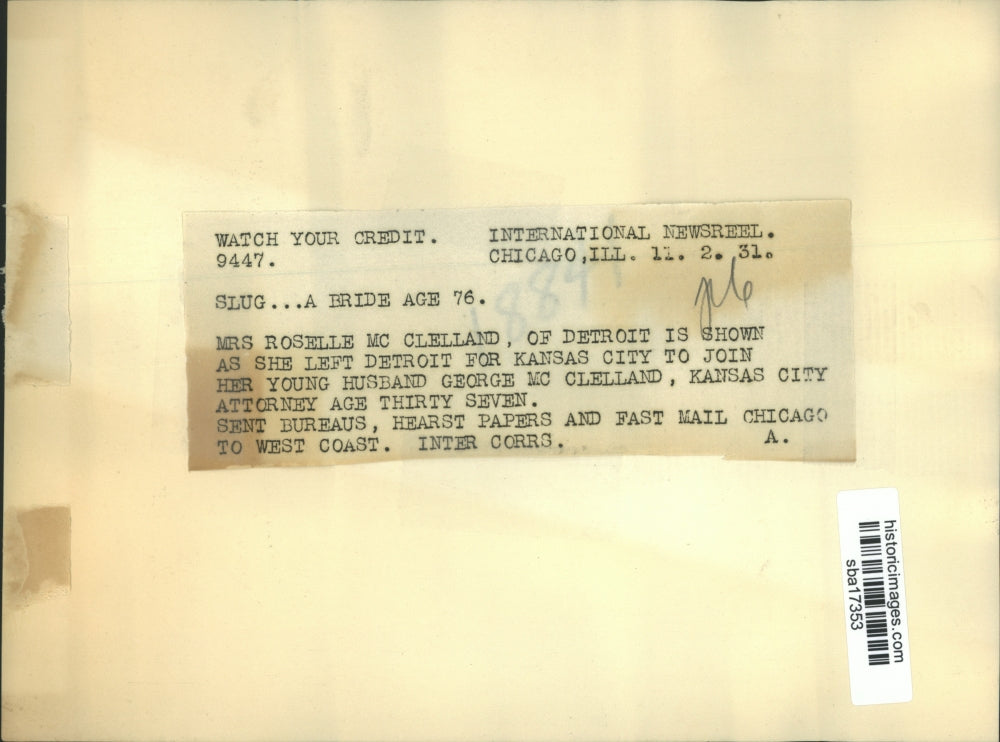 WATCH YOUR CREDIT. INTERNATIONAL NEWSREEL.
9447. CHICAGO,ILL. 11. 2. 31.
SLUG...A BRIDE AGE 76.
MRS ROSELLE MC CLELLAND, OF DETROIT IS SHOWN
AS SHE LEFT DETROIT FOR KANSAS CITY TO JOIN
HER YOUNG HUSBAND GEORGE MC CLELLAND, KANSAS CITY
ATTORNEY AGE THIRTY SEVEN.
SENT BUREAUS, HEARST PAPERS AND FAST MAIL CHICAGO
TO WEST COAST. INTER CORRS. A.
historicimages.com
sba17353